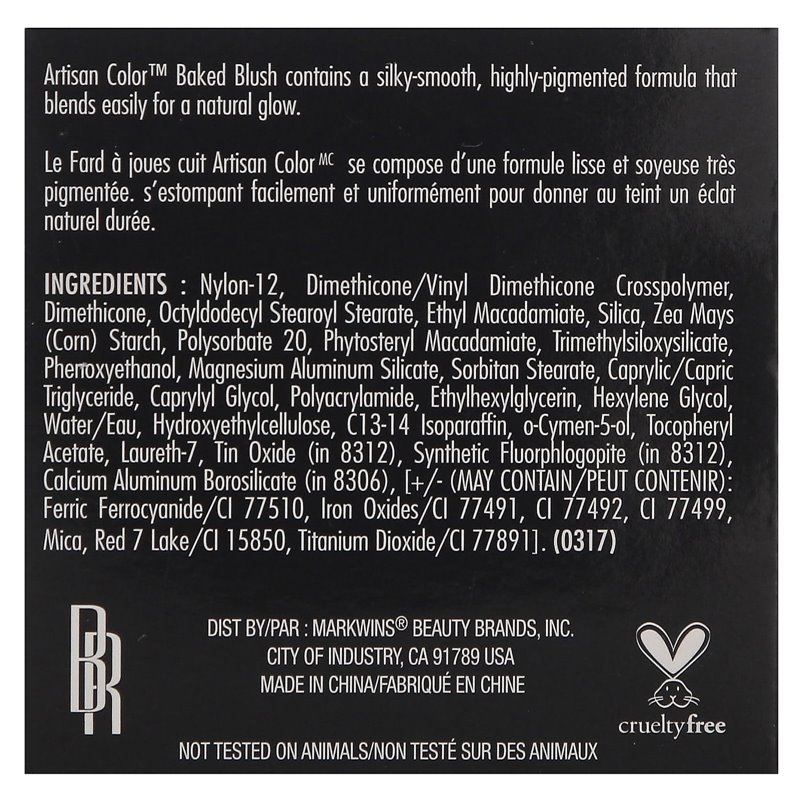 Artisan Color™ Baked Blush contains a silky-smooth, highly-pigmented formula that
blends easily for a natural glow.
Le Fard à joues cuit Artisan Color MC se compose d'une formule lisse et soyeuse très
pigmentée. s'estompant facilement et uniformément pour donner au teint un éclat
naturel durée.
INGREDIENTS : Nylon-12, Dimethicone/Vinyl Dimethicone Crosspolymer,
Dimethicone, Octyldodecyl Stearoyl Stearate, Ethyl Macadamiate, Silica, Zea Mays
(Corn) Starch, Polysorbate 20, Phytosteryl Macadamiate, Trimethylsiloxysilicate,
Phenoxyethanol, Magnesium Aluminum Silicate, Sorbitan Stearate, Caprylic/Capric
Triglyceride, Caprylyl Glycol, Polyacrylamide, Ethylhexylglycerin, Hexylene Glycol,
Water/Eau, Hydroxyethylcellulose, C13-14 Isoparaffin, o-Cymen-5-ol, Tocopheryl
Acetate, Laureth-7, Tin Oxide (in 8312), Synthetic Fluorphlogopite (in 8312),
Calcium Aluminum Borosilicate (in 8306), [+/- (MAY CONTAIN/PEUT CONTENIR):
Ferric Ferrocyanide/CI 77510, Iron Oxides/CI 77491, CI 77492, CI 77499,
Mica, Red 7 Lake/CI 15850, Titanium Dioxide/CI 77891]. (0317)
BR
DIST BY/PAR : MARKWINS® BEAUTY BRANDS, INC.
CITY OF INDUSTRY, CA 91789 USA
MADE IN CHINA/FABRIQUÉ EN CHINE
crueltyfree
NOT TESTED ON ANIMALS/NON TESTÉ SUR DES ANIMAUX